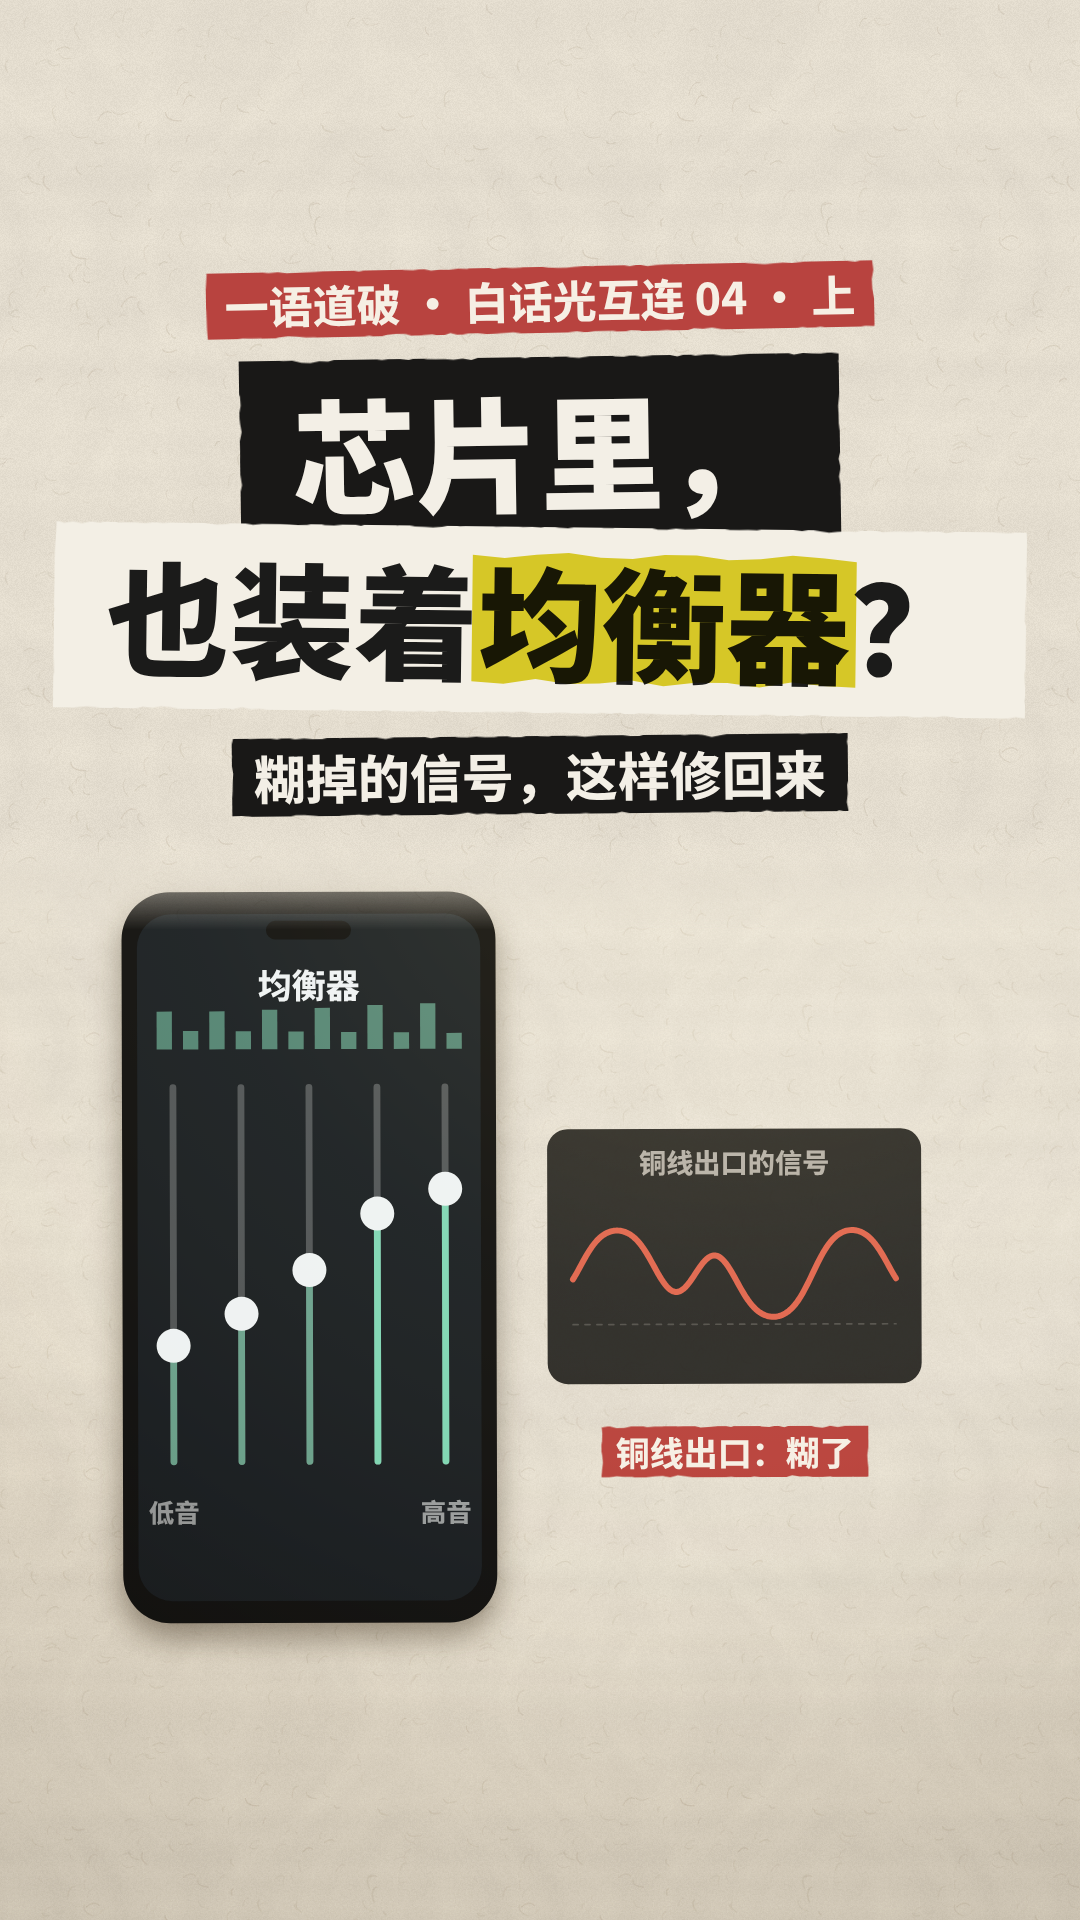 一语道破 · 白话光互连 04 · 上
芯片里，
也装着均衡器？
糊掉的信号，这样修回来
均衡器
低音
高音
铜线出口的信号
铜线出口：糊了